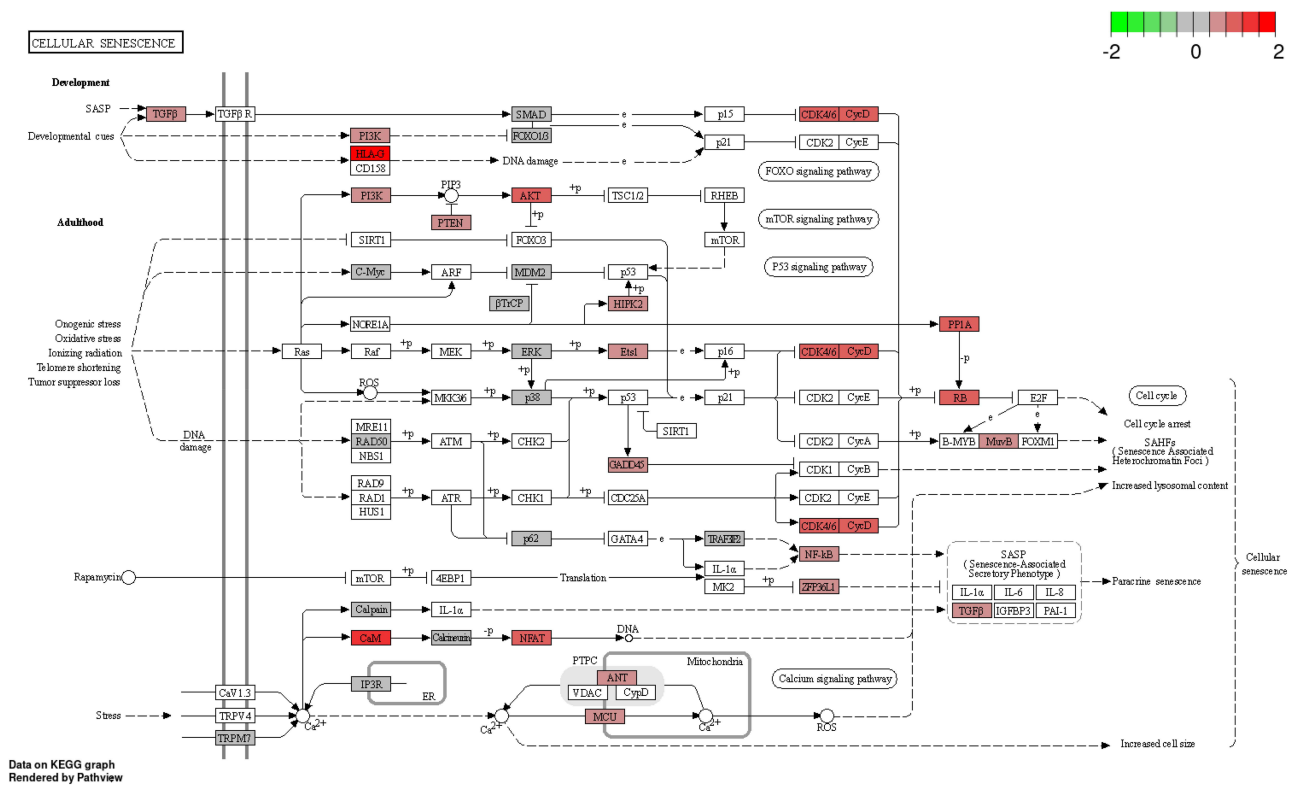 CELLULAR SENESCENCE
-2 0 2
Development
SASP TGFβ TGFβ R SMAD e p15 CDK4/6 CycD
e
Developmental cues PI3K FOXO1/3 p21 CDK2 CycE
HLA-G DNA damage e
CD158 FOXO signaling pathway
PIP3
PI3K AKT +p TSC1/2 RHEB
PTEN +p mTOR signaling pathway
Adulthood
SIRT1 FOXO3 mTOR
C-Myc ARF MDM2 p53 P53 signaling pathway
+p
βTrCP HIPK2
Onogenic stress NORE1A PP1A
Oxidative stress
Ionizing radiation Ras Raf +p MEK +p ERK +p Ets1 e p16 CDK4/6 CycD -p
Telomere shortening +p +p
Tumor suppressor loss
ROS
MKK3/6 +p p38 p53 e p21 CDK2 CycE +p RB E2F Cell cycle
e e
MRE11 Cell cycle arrest
DNA RAD50 +p ATM CHK2 SIRT1 CDK2 CycA +p B-MYB MuvB FOXM1 SAHFs
damage NBS1 ( Senescence Associated
Heterochromatin Foci )
GADD45 CDK1 CycB
RAD9 Increased lysosomal content
RAD1 +p ATR +p CHK1 +p CDC25A CDK2 CycE
HUS1
CDK4/6 CycD
p62 GATA4 e TRAF3IP2
NF-kB SASP
IL-1α ( Senescence-Associated
Secretory Phenotype )
Cellular
senescence
Rapamycin mTOR +p 4EBP1 Translation
MK2 +p ZFP36L1 Paracrine senescence
IL-1α IL-6 IL-8
Calpain IL-1α TGFβ IGFBP3 PAI-1
CaM Calcineurin -p NFAT DNA
PTPC Mitochondria
IP3R ANT Calcium signaling pathway
ER
CaV1.3 VDAC CypD
Stress TRPV4 Ca2+ Ca2+ MCU Ca2+ ROS
TRPM7
Increased cell size
Data on KEGG graph
Rendered by Pathview